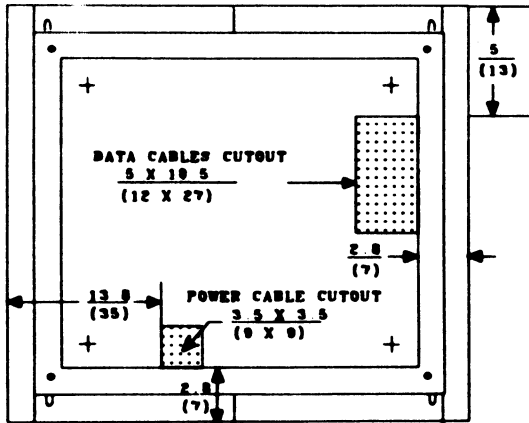 5
(13)
DATA CABLES CUTOUT
5 X 10 5
(12 X 27)
2.8
(7)
13 8
(35)
POWER CABLE CUTOUT
3.5 X 3.5
(9 X 9)
2.8
(7)